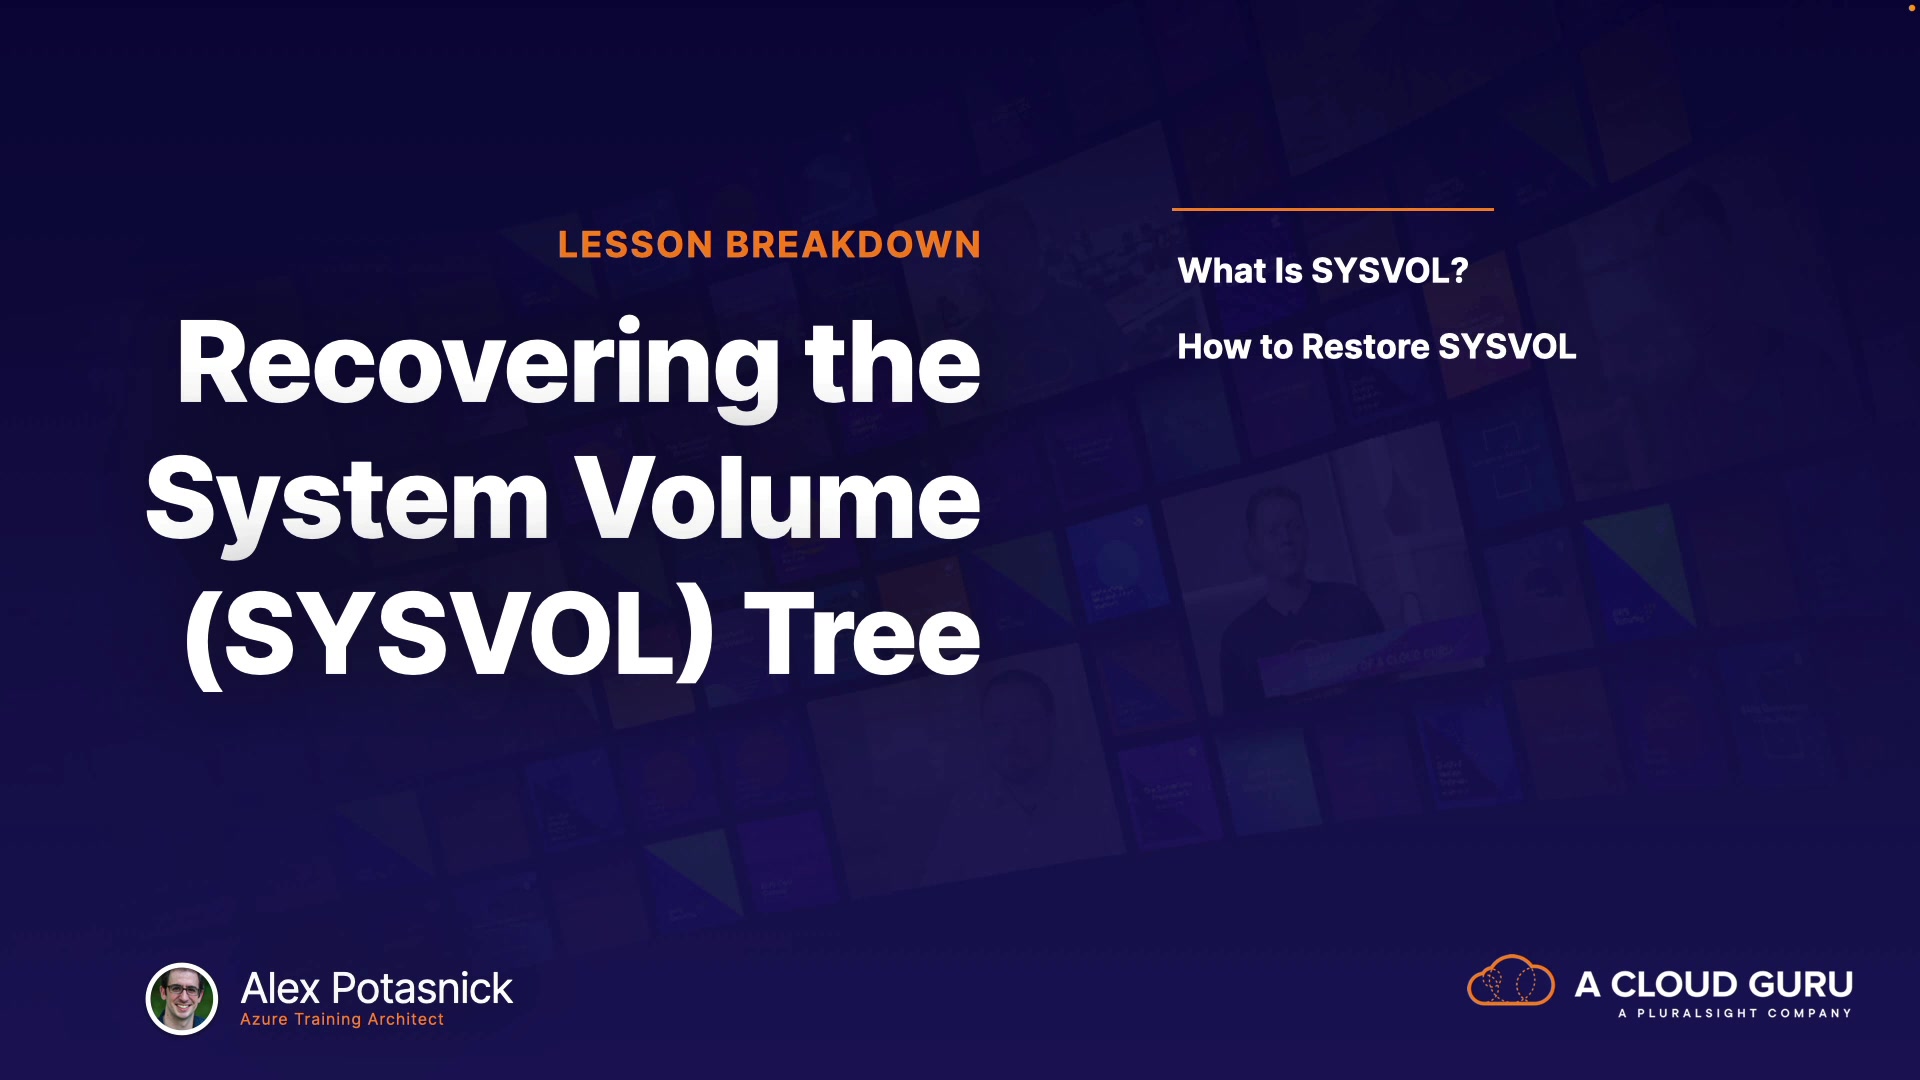 LESSON BREAKDOWN
Recovering the
System Volume
(SYSVOL) Tree
What Is SYSVOL?
How to Restore SYSVOL
Alex Potasnick
Azure Training Architect
A CLOUD GURU
A PLURALSIGHT COMPANY